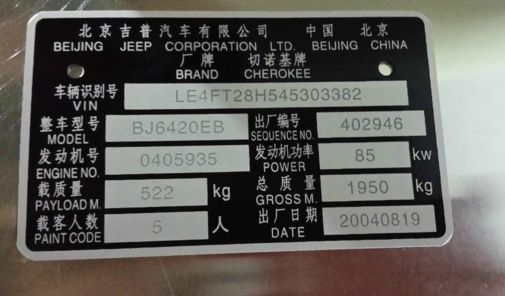 北京吉普汽车有限公司 中国 北京
BEIJING JEEP CORPORATION LTD. BEIJING CHINA
厂牌 切诺基牌
BRAND CHEROKEE
车辆识别号 LE4FT28H545303382
VIN
整车型号 BJ6420EB 出厂编号 402946
MODEL SEQUENCE NO.
发动机号 0405935 发动机功率 85 kw
ENGINE NO. POWER
载质量 522 kg 总质量 1950 kg
PAYLOAD M. GROSS M.
载客人数 5 人 出厂日期 20040819
PAINT CODE DATE